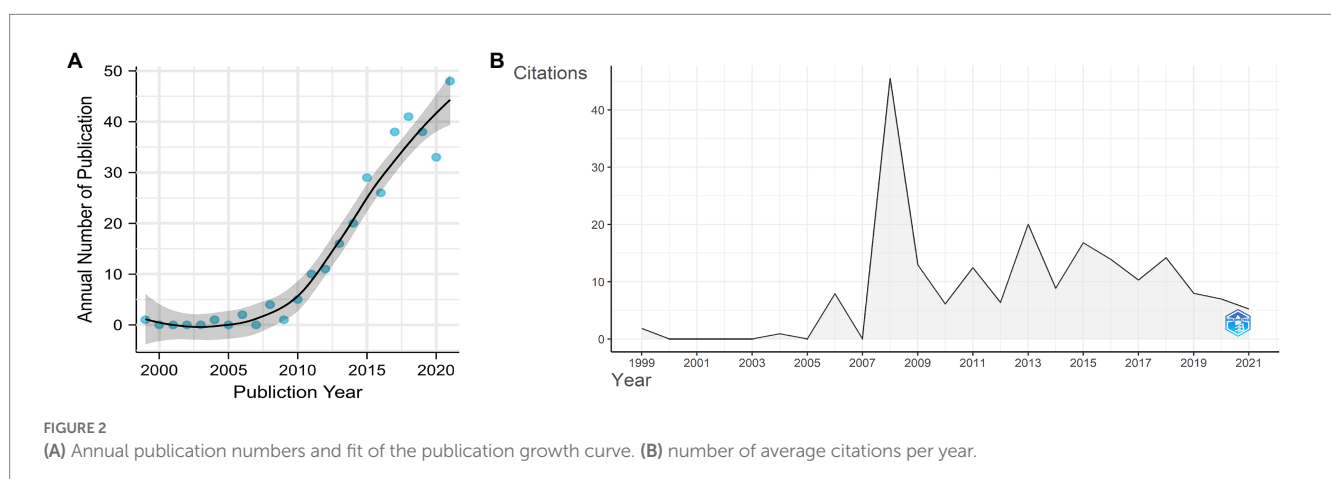 A
Annual Number of Publication
50
40
30
20
10
0
2000 2005 2010 2015 2020
Publiction Year
B
Citations
40
30
20
10
0
1999 2001 2003 2005 2007 2009 2011 2013 2015 2017 2019 2021
Year
FIGURE 2
(A) Annual publication numbers and fit of the publication growth curve. (B) number of average citations per year.